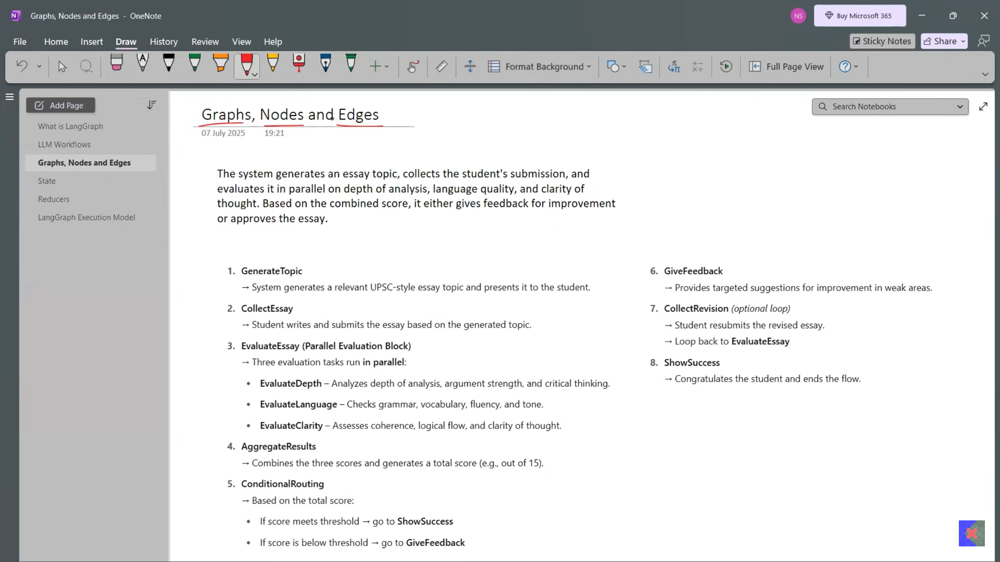 Graphs, Nodes and Edges - OneNote
NS
Buy Microsoft 365
File Home Insert Draw History Review View Help
Sticky Notes
Share
Format Background
Full Page View
Add Page
What is LangGraph
LLM Workflows
Graphs, Nodes and Edges
State
Reducers
LangGraph Execution Model
Search Notebooks
Graphs, Nodes and Edges
07 July 2025 19:21
The system generates an essay topic, collects the student's submission, and
evaluates it in parallel on depth of analysis, language quality, and clarity of
thought. Based on the combined score, it either gives feedback for improvement
or approves the essay.
1. GenerateTopic
→ System generates a relevant UPSC-style essay topic and presents it to the student.
2. CollectEssay
→ Student writes and submits the essay based on the generated topic.
3. EvaluateEssay (Parallel Evaluation Block)
→ Three evaluation tasks run in parallel:
• EvaluateDepth – Analyzes depth of analysis, argument strength, and critical thinking.
• EvaluateLanguage – Checks grammar, vocabulary, fluency, and tone.
• EvaluateClarity – Assesses coherence, logical flow, and clarity of thought.
4. AggregateResults
→ Combines the three scores and generates a total score (e.g., out of 15).
5. ConditionalRouting
→ Based on the total score:
• If score meets threshold → go to ShowSuccess
• If score is below threshold → go to GiveFeedback
6. GiveFeedback
→ Provides targeted suggestions for improvement in weak areas.
7. CollectRevision (optional loop)
→ Student resubmits the revised essay.
→ Loop back to EvaluateEssay
8. ShowSuccess
→ Congratulates the student and ends the flow.